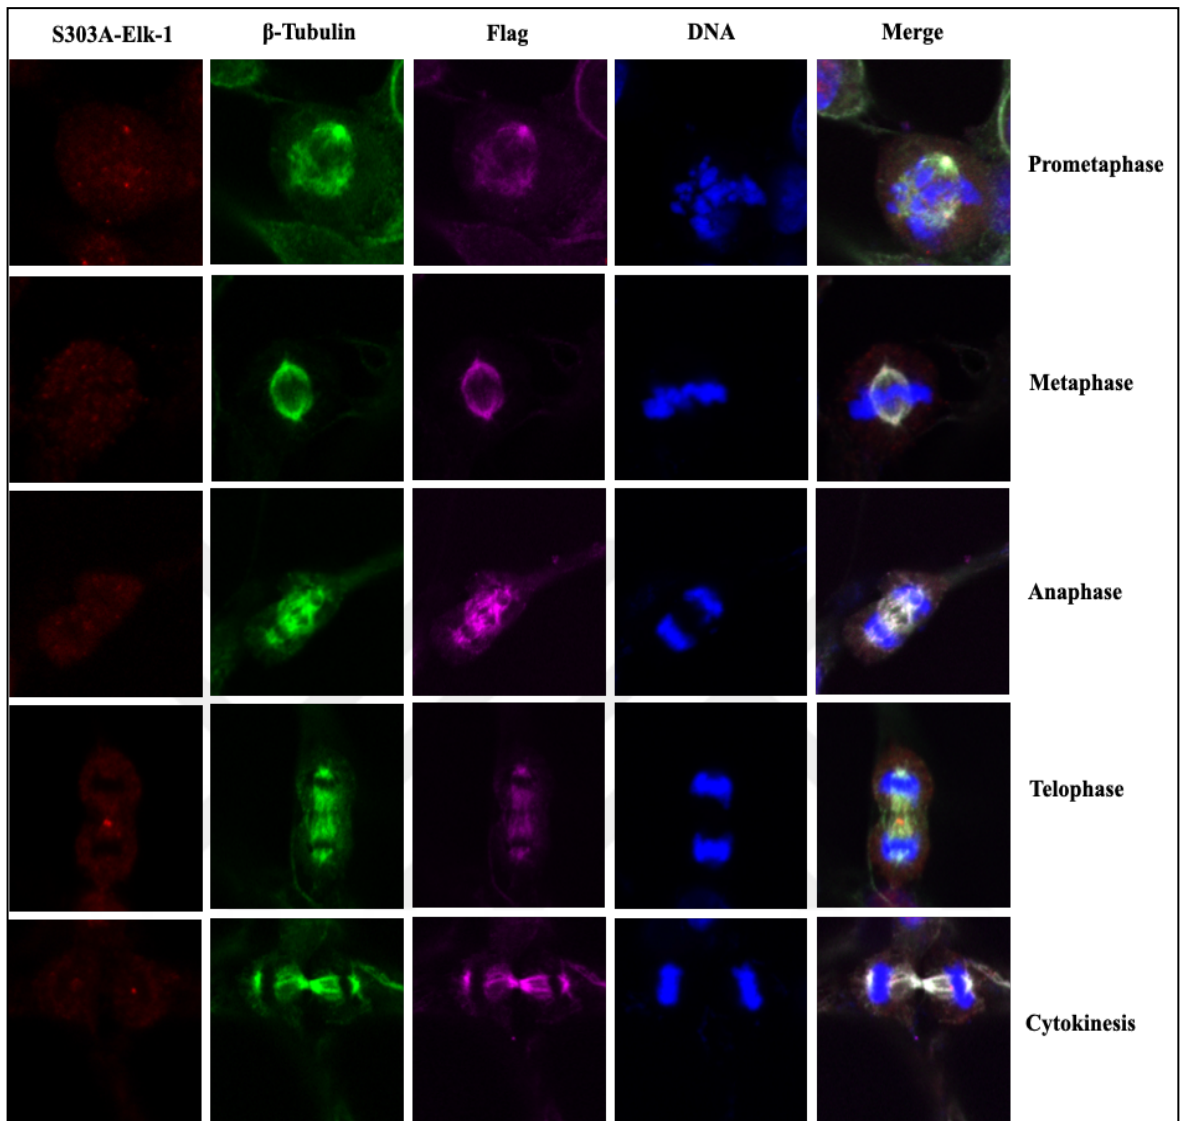 S303A-Elk-1 β-Tubulin Flag DNA Merge
Prometaphase
Metaphase
Anaphase
Telophase
Cytokinesis